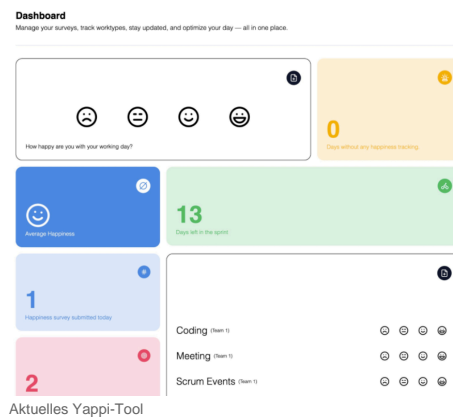 Dashboard
Manage your surveys, track worktypes, stay updated, and optimize your day — all in one place.
How happy are you with your working day?
0
Days without any happiness tracking
Average Happiness
13
Days left in the sprint
#
1
Happiness survey submitted today
2
Coding (Team 1)
Meeting (Team 1)
Scrum Events (Team 1)
Aktuelles Yappi-Tool